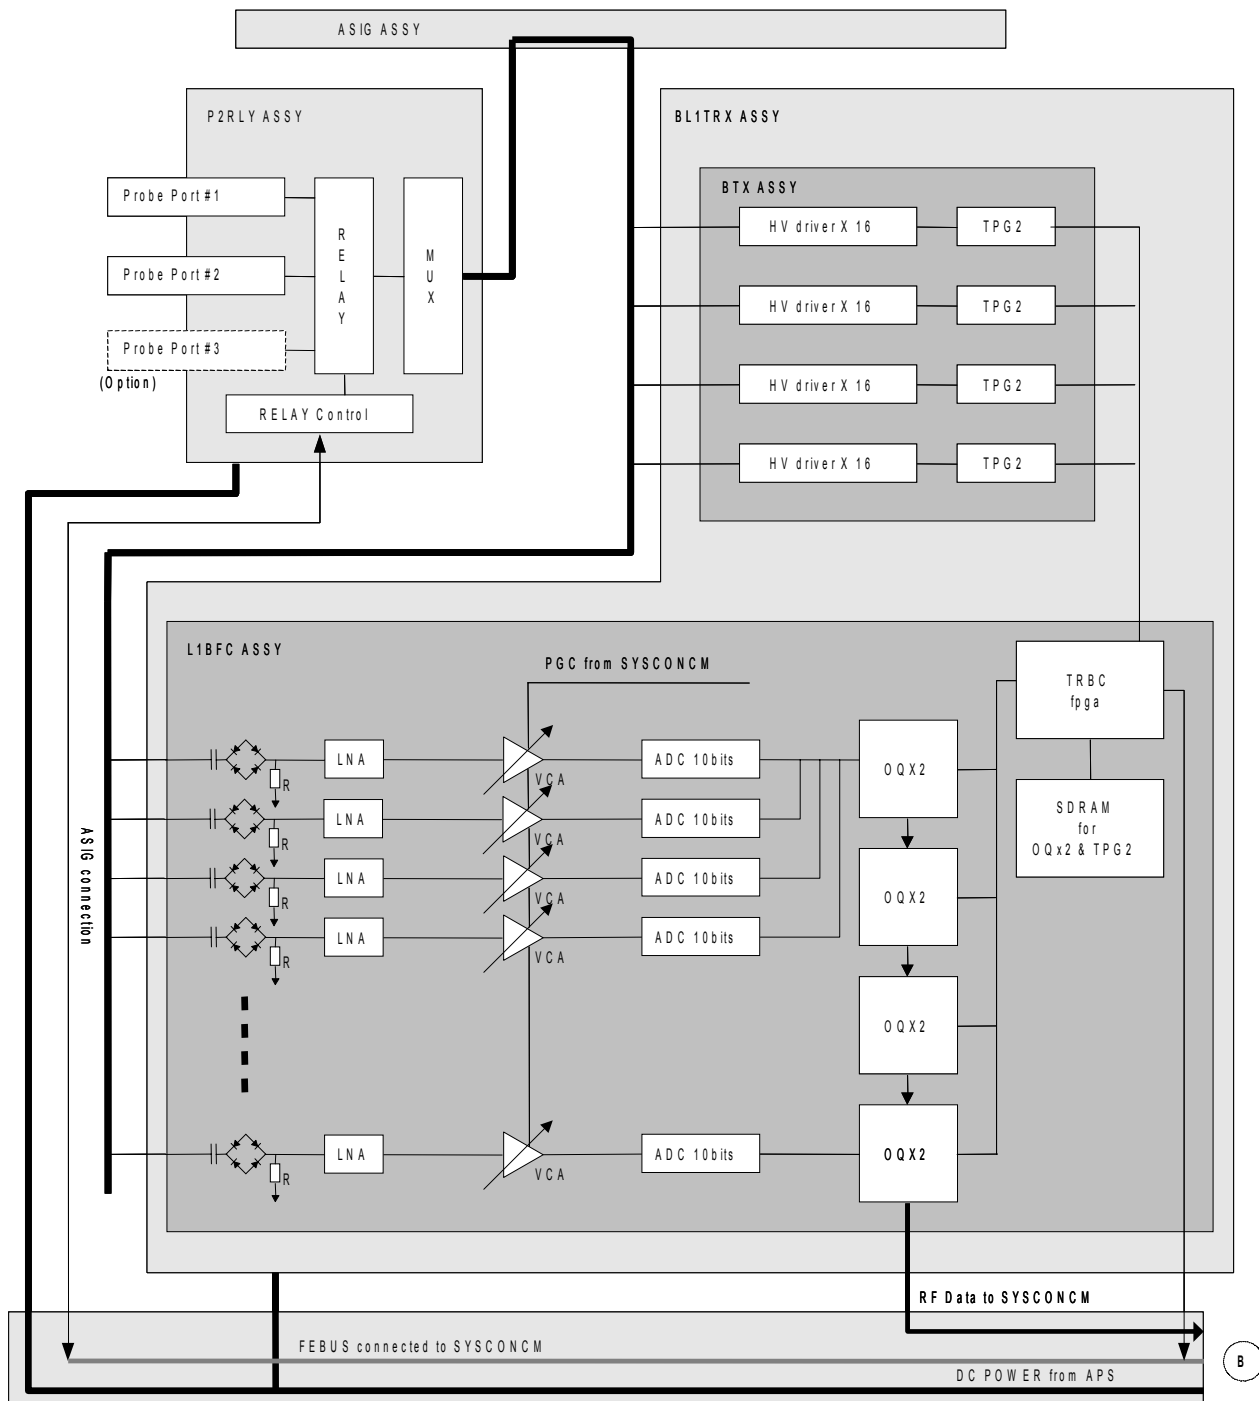 ASIG ASSY
P2RLY ASSY
BL1TRX ASSY
BTX ASSY
Probe Port #1
Probe Port #2
Probe Port #3
(Option)
RELAY
MUX
RELAY Control
HV driver X 16
TPG2
HV driver X 16
TPG2
HV driver X 16
TPG2
HV driver X 16
TPG2
L1BFC ASSY
PGC from SYSCONCM
TRBC
fpga
SDRAM
for
OQx2 & TPG2
ASIG connection
R
LNA
VCA
ADC 10bits
OQX2
R
LNA
VCA
ADC 10bits
R
LNA
VCA
ADC 10bits
OQX2
R
LNA
VCA
ADC 10bits
OQX2
R
LNA
VCA
ADC 10bits
OQX2
RF Data to SYSCONCM
FEBUS connected to SYSCONCM
DC POWER from APS
B